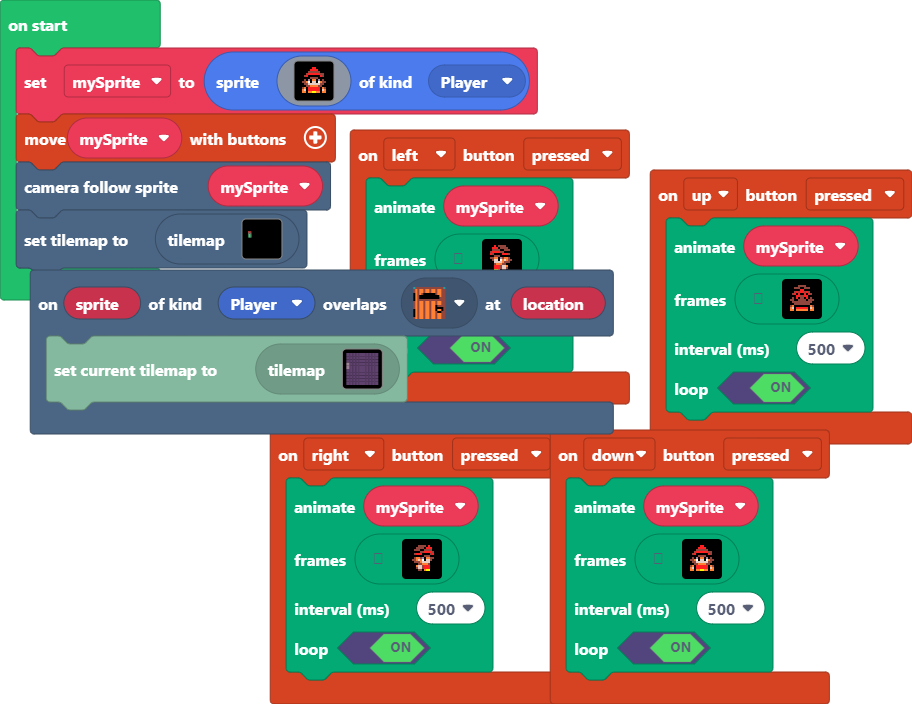 on start
set mySprite to sprite of kind Player
move mySprite with buttons
camera follow sprite mySprite
set tilemap to tilemap
on left button pressed
animate mySprite
frames
ON
on up button pressed
animate mySprite
frames
interval (ms) 500
loop ON
on sprite of kind Player overlaps at location
set current tilemap to tilemap
on right button pressed
animate mySprite
frames
interval (ms) 500
loop ON
on down button pressed
animate mySprite
frames
interval (ms) 500
loop ON